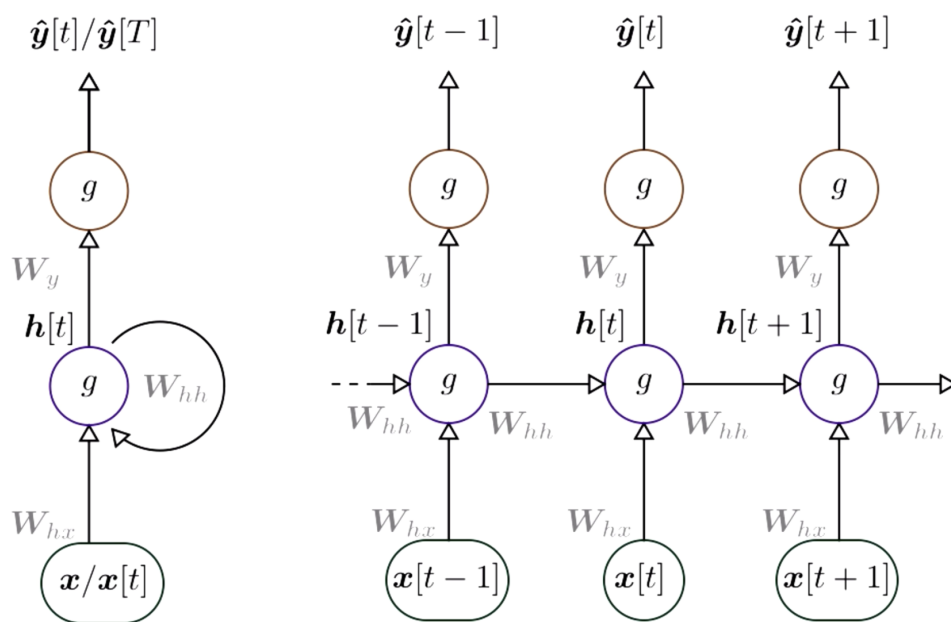 ŷ[t]/ŷ[T] ŷ[t − 1] ŷ[t] ŷ[t + 1]
g g g g
W_y W_y W_y W_y
h[t] h[t − 1] h[t] h[t + 1]
g W_hh g g g
W_hh W_hh W_hh W_hh
W_hx W_hx W_hx W_hx
x/x[t] x[t − 1] x[t] x[t + 1]